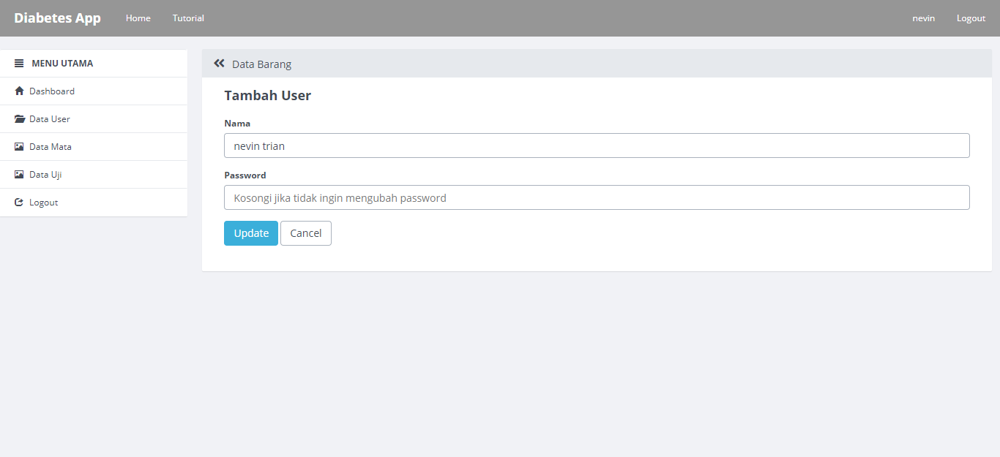 Diabetes App Home Tutorial nevin Logout
MENU UTAMA
Dashboard
Data User
Data Mata
Data Uji
Logout
Data Barang
Tambah User
Nama
nevin trian
Password
Kosongi jika tidak ingin mengubah password
Update Cancel